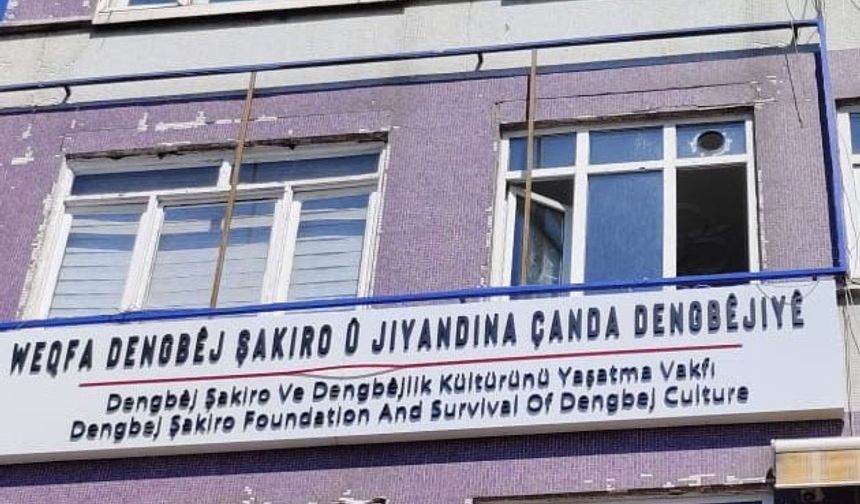 WEQFA DENGBÊJ ŞAKIRO Û JIYANDINA ÇANDA DENGBÊJIYÊ
Dengbêj Şakiro Ve Dengbêjlik Kültürünü Yaşatma Vakfı
Dengbej Şakiro Foundation And Survival Of Dengbej Culture